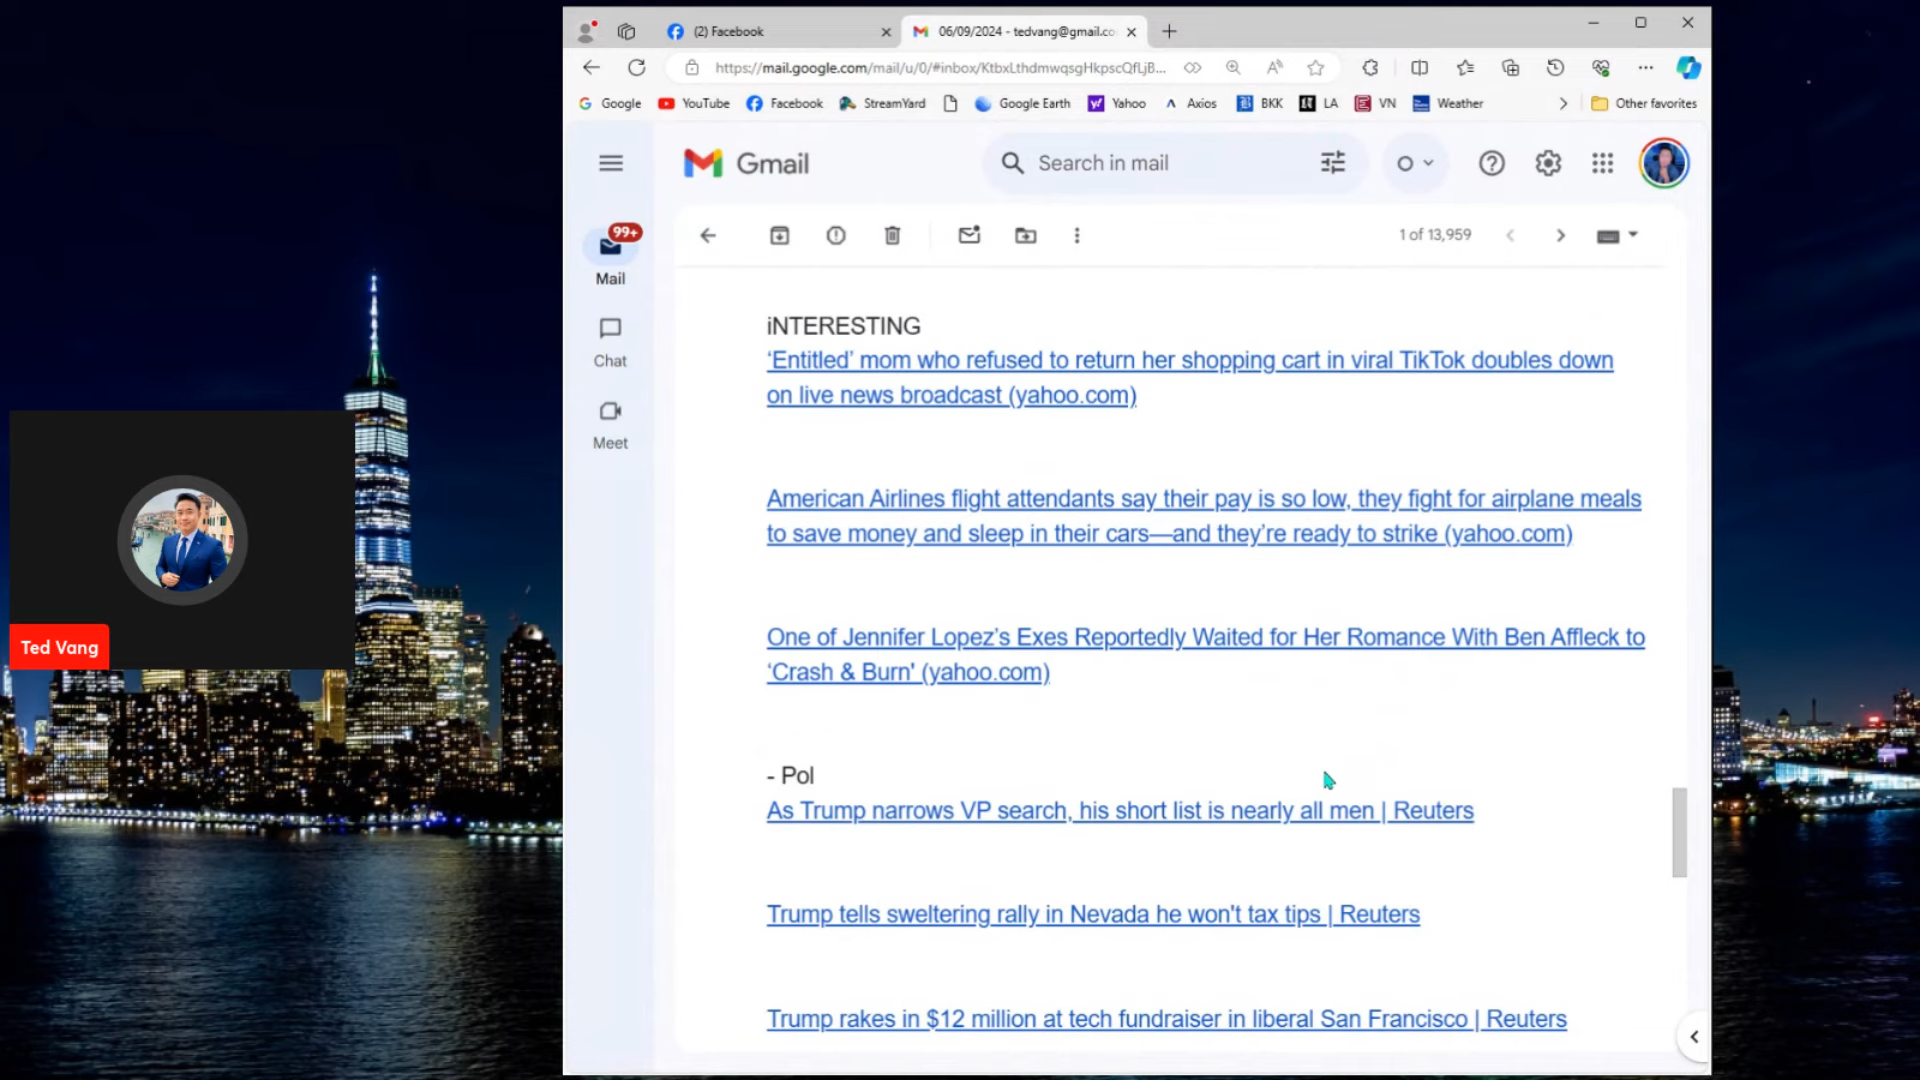 (2) Facebook
06/09/2024 - tedvang@gmail.co
https://mail.google.com/mail/u/0/#inbox/KtbxLthdmwqsgHkpscQfLjB...
Google
YouTube
Facebook
StreamYard
Google Earth
Yahoo
Axios
BKK
LA
VN
Weather
Other favorites
Gmail
Search in mail
99+
Mail
Chat
Meet
1 of 13,959
iNTERESTING
‘Entitled’ mom who refused to return her shopping cart in viral TikTok doubles down
on live news broadcast (yahoo.com)
American Airlines flight attendants say their pay is so low, they fight for airplane meals
to save money and sleep in their cars—and they’re ready to strike (yahoo.com)
One of Jennifer Lopez’s Exes Reportedly Waited for Her Romance With Ben Affleck to
‘Crash & Burn' (yahoo.com)
- Pol
As Trump narrows VP search, his short list is nearly all men | Reuters
Trump tells sweltering rally in Nevada he won't tax tips | Reuters
Trump rakes in $12 million at tech fundraiser in liberal San Francisco | Reuters
Ted Vang